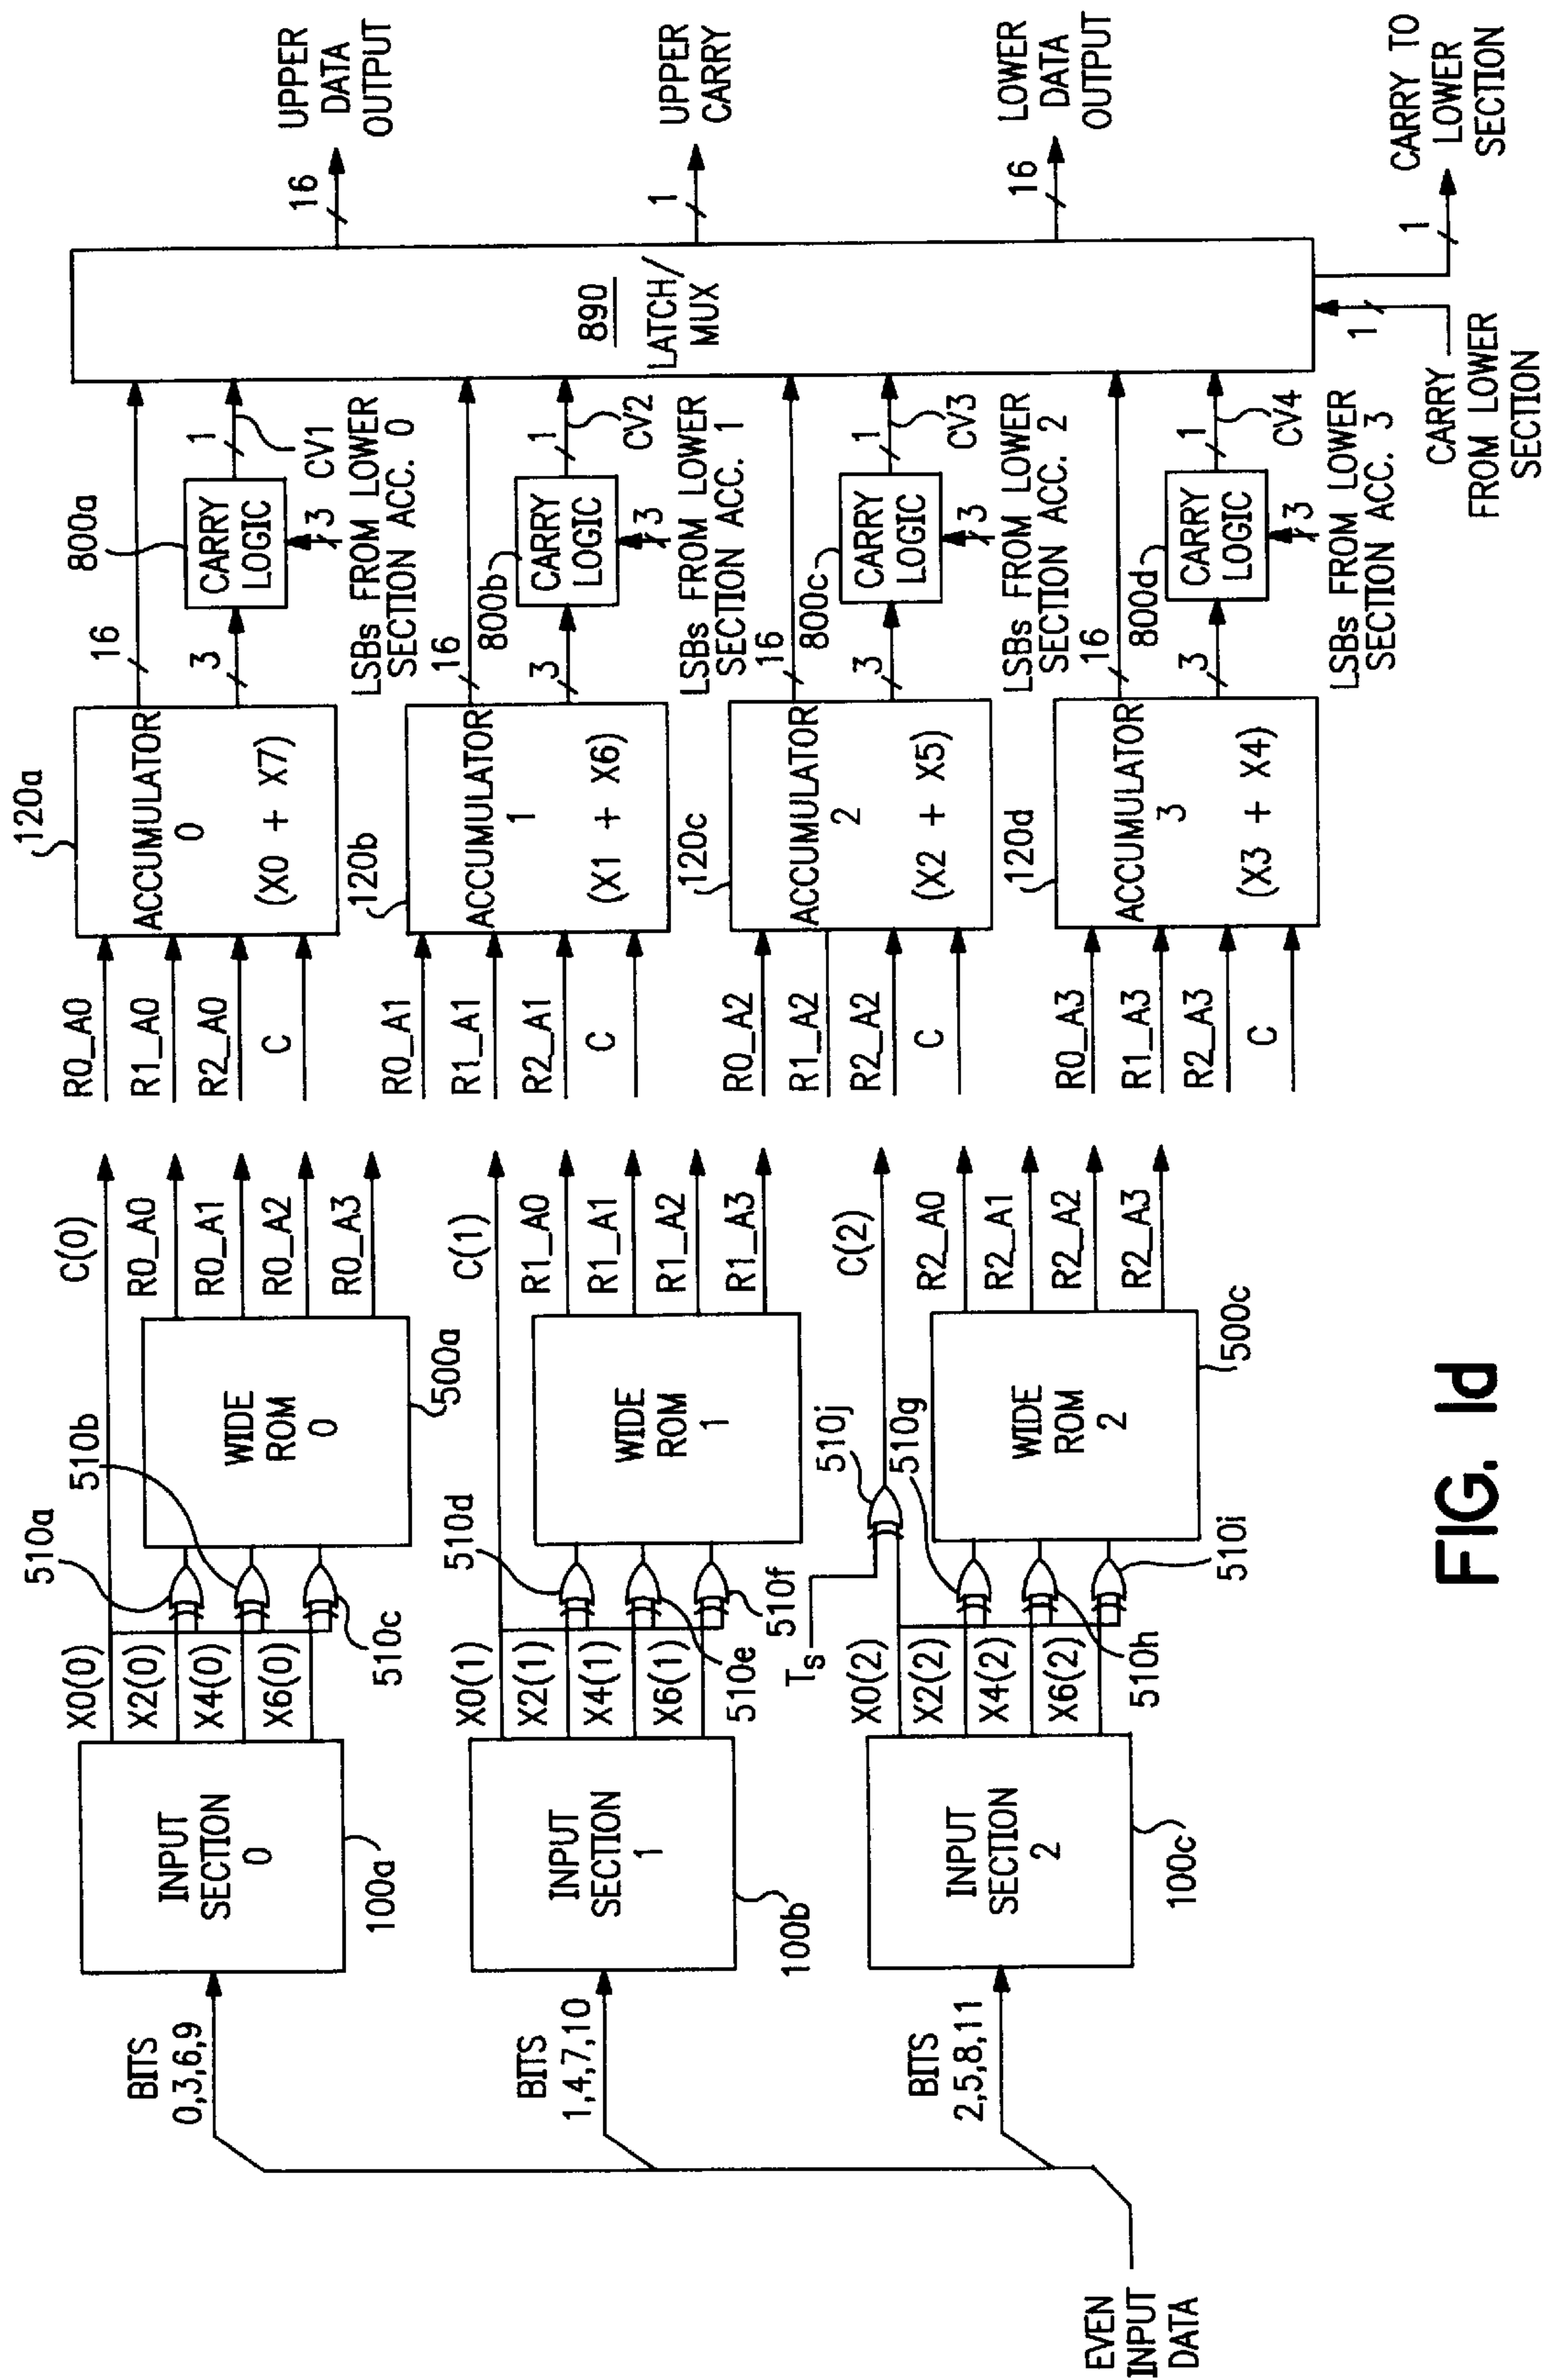 EVEN
INPUT
DATA
BITS
0,3,6,9
BITS
1,4,7,10
BITS
2,5,8,11
INPUT
SECTION
0
100a
INPUT
SECTION
1
100b
INPUT
SECTION
2
100c
X0(0)
X2(0)
X4(0)
X6(0)
X0(1)
X2(1)
X4(1)
X6(1)
X0(2)
X2(2)
X4(2)
X6(2)
510a
510b
510c
510d
510e
510f
Ts
510j
510g
510h
510i
WIDE
ROM
0
500a
WIDE
ROM
1
WIDE
ROM
2
500c
C(0)
R0_A0
R0_A1
R0_A2
R0_A3
C(1)
R1_A0
R1_A1
R1_A2
R1_A3
C(2)
R2_A0
R2_A1
R2_A2
R2_A3
R0_A0
R1_A0
R2_A0
C
R0_A1
R1_A1
R2_A1
C
R0_A2
R1_A2
R2_A2
C
R0_A3
R1_A3
R2_A3
C
120a
ACCUMULATOR
0
(X0 + X7)
120b
ACCUMULATOR
1
(X1 + X6)
120c
ACCUMULATOR
2
(X2 + X5)
120d
ACCUMULATOR
3
(X3 + X4)
16
3
800a
CARRY
LOGIC
1
CV1
3
LSBs FROM LOWER
SECTION ACC. 0
16
3
800b
CARRY
LOGIC
1
CV2
3
LSBs FROM LOWER
SECTION ACC. 1
16
3
800c
CARRY
LOGIC
1
CV3
3
LSBs FROM LOWER
SECTION ACC. 2
16
3
800d
CARRY
LOGIC
1
CV4
3
LSBs FROM LOWER
SECTION ACC. 3
890
LATCH/
MUX
16
UPPER
DATA
OUTPUT
1
UPPER
CARRY
16
LOWER
DATA
OUTPUT
1
CARRY TO
LOWER
SECTION
1
CARRY
FROM LOWER
SECTION
FIG. 1d